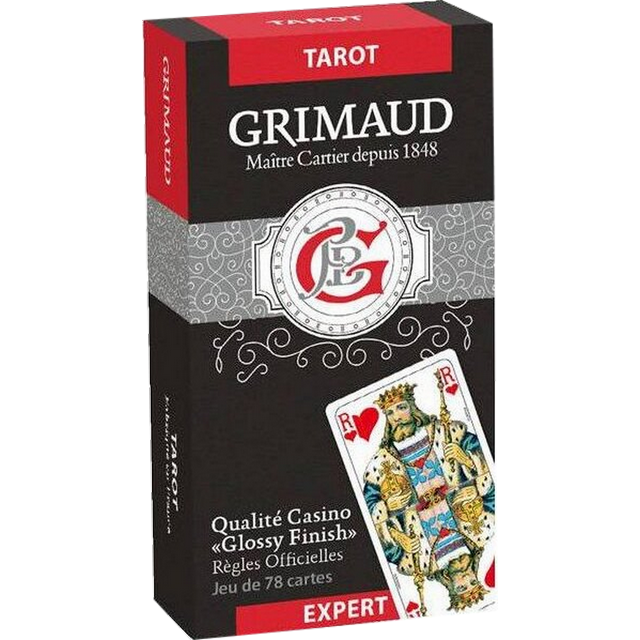 TAROT
TAROT
GRIMAUD
Maître Cartier depuis 1848
GRIMAUD
Qualité Casino
«Glossy Finish»
Règles Officielles
Jeu de 78 cartes
EXPERT
TAROT
R
R